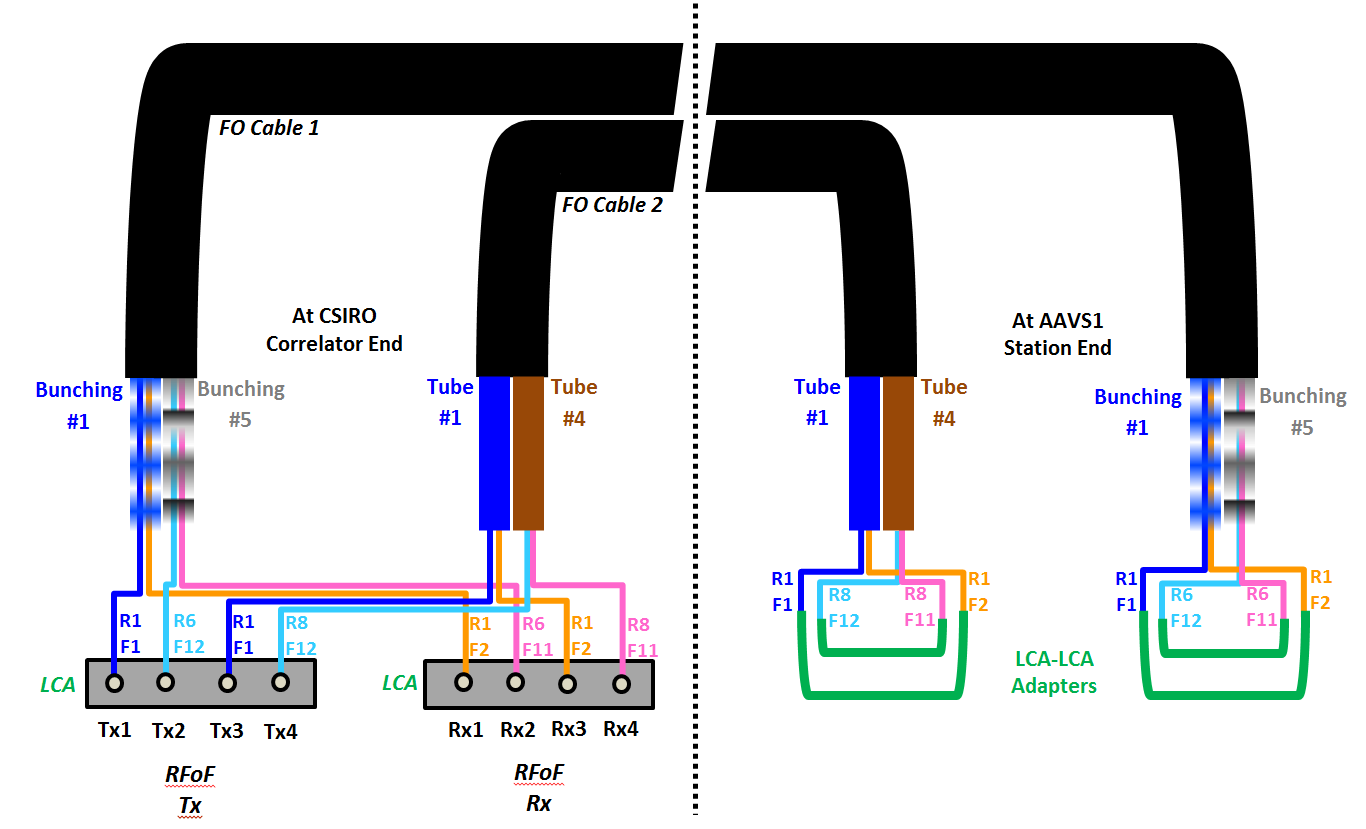 FO Cable 1
FO Cable 2
At CSIRO
Correlator End
At AAVS1
Station End
Bunching
#1
Bunching
#5
Tube
#1
Tube
#4
Tube
#1
Tube
#4
Bunching
#1
Bunching
#5
R1
F1
R6
F12
R1
F1
R8
F12
R1
F2
R6
F11
R1
F2
R8
F11
R1
F1
R8
F12
R8
F11
R1
F2
R1
F1
R6
F12
R6
F11
R1
F2
LCA
LCA
LCA-LCA
Adapters
Tx1 Tx2 Tx3 Tx4
Rx1 Rx2 Rx3 Rx4
RFoF
Tx
RFoF
Rx